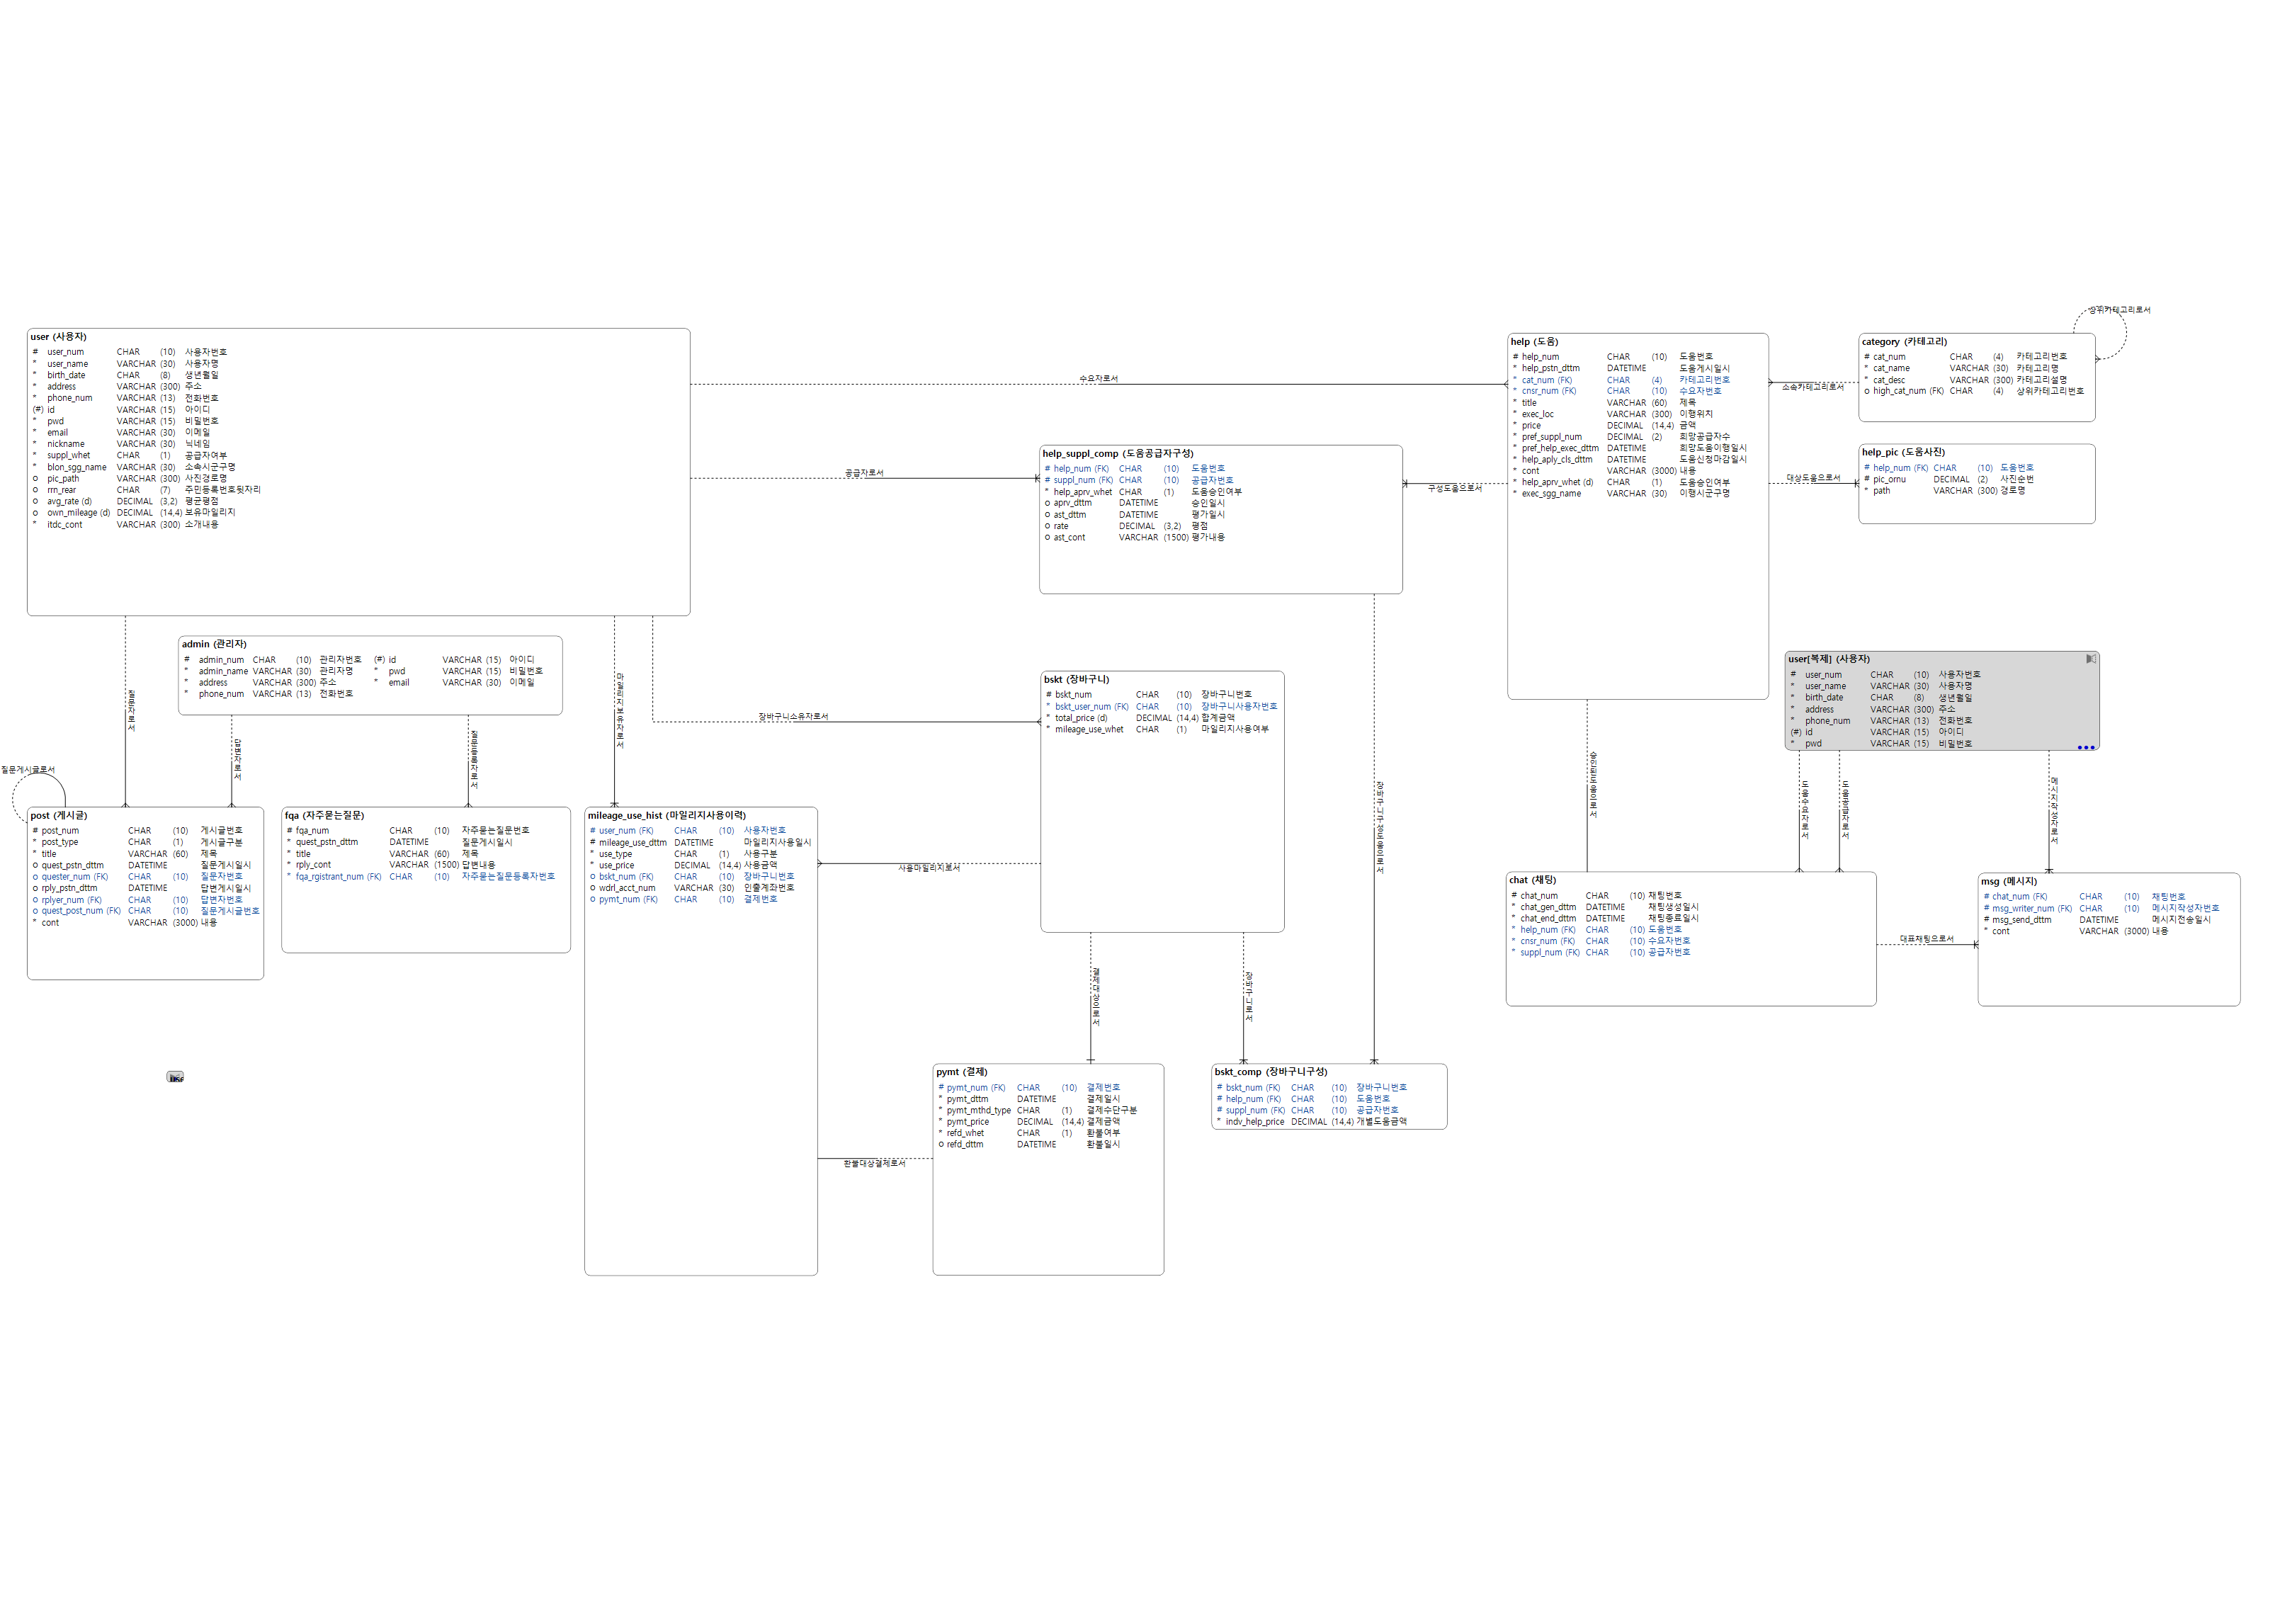 user (사용자)
# user_num CHAR (10) 사용자번호
* user_name VARCHAR (30) 사용자명
* birth_date CHAR (8) 생년월일
* address VARCHAR (300) 주소
* phone_num VARCHAR (13) 전화번호
(#) id VARCHAR (15) 아이디
* pwd VARCHAR (15) 비밀번호
* email VARCHAR (30) 이메일
* nickname VARCHAR (30) 닉네임
* suppl_whet CHAR (1) 공급자여부
* blon_sgg_name VARCHAR (30) 소속시군구명
o pic_path VARCHAR (300) 사진경로명
o rrn_rear CHAR (7) 주민등록번호뒷자리
o avg_rate (d) DECIMAL (3,2) 평균평점
o own_mileage (d) DECIMAL (14,4) 보유마일리지
* itdc_cont VARCHAR (300) 소개내용
수요자로서
공급자로서
help (도움)
# help_num CHAR (10) 도움번호
* help_pstn_dttm DATETIME 도움게시일시
* cat_num (FK) CHAR (4) 카테고리번호
* cnsr_num (FK) CHAR (10) 수요자번호
* title VARCHAR (60) 제목
* exec_loc VARCHAR (300) 이행위치
* price DECIMAL (14,4) 금액
* pref_suppl_num DECIMAL (2) 희망공급자수
* pref_help_exec_dttm DATETIME 희망도움이행일시
* help_aply_cls_dttm DATETIME 도움신청마감일시
* cont VARCHAR (3000) 내용
* help_aprv_whet (d) CHAR (1) 도움승인여부
* exec_sgg_name VARCHAR (30) 이행시군구명
상위카테고리로서
category (카테고리)
# cat_num CHAR (4) 카테고리번호
* cat_name VARCHAR (30) 카테고리명
* cat_desc VARCHAR (300) 카테고리설명
o high_cat_num (FK) CHAR (4) 상위카테고리번호
소속카테고리로서
help_pic (도움사진)
# help_num (FK) CHAR (10) 도움번호
# pic_ornu DECIMAL (2) 사진순번
* path VARCHAR (300) 경로명
대상도움으로서
help_suppl_comp (도움공급자구성)
# help_num (FK) CHAR (10) 도움번호
# suppl_num (FK) CHAR (10) 공급자번호
* help_aprv_whet CHAR (1) 도움승인여부
o aprv_dttm DATETIME 승인일시
o ast_dttm DATETIME 평가일시
o rate DECIMAL (3,2) 평점
o ast_cont VARCHAR (1500) 평가내용
구성도움으로서
admin (관리자)
# admin_num CHAR (10) 관리자번호 (#) id VARCHAR (15) 아이디
* admin_name VARCHAR (30) 관리자명 * pwd VARCHAR (15) 비밀번호
* address VARCHAR (300) 주소 * email VARCHAR (30) 이메일
* phone_num VARCHAR (13) 전화번호
질문자로서
답변자로서
질문등록자로서
마일리지보유자로서
장바구니소유자로서
bskt (장바구니)
# bskt_num CHAR (10) 장바구니번호
* bskt_user_num (FK) CHAR (10) 장바구니사용자번호
* total_price (d) DECIMAL (14,4) 합계금액
* mileage_use_whet CHAR (1) 마일리지사용여부
장바구니구성도움으로서
승인된도움으로서
user[복제] (사용자)
# user_num CHAR (10) 사용자번호
* user_name VARCHAR (30) 사용자명
* birth_date CHAR (8) 생년월일
* address VARCHAR (300) 주소
* phone_num VARCHAR (13) 전화번호
(#) id VARCHAR (15) 아이디
* pwd VARCHAR (15) 비밀번호
도움수요자로서
도움공급자로서
메시지작성자로서
질문게시글로서
post (게시글)
# post_num CHAR (10) 게시글번호
* post_type CHAR (1) 게시글구분
* title VARCHAR (60) 제목
o quest_pstn_dttm DATETIME 질문게시일시
o quester_num (FK) CHAR (10) 질문자번호
o rply_pstn_dttm DATETIME 답변게시일시
o rplyer_num (FK) CHAR (10) 답변자번호
o quest_post_num (FK) CHAR (10) 질문게시글번호
* cont VARCHAR (3000) 내용
fqa (자주묻는질문)
# fqa_num CHAR (10) 자주묻는질문번호
* quest_pstn_dttm DATETIME 질문게시일시
* title VARCHAR (60) 제목
* rply_cont VARCHAR (1500) 답변내용
* fqa_rgistrant_num (FK) CHAR (10) 자주묻는질문등록자번호
mileage_use_hist (마일리지사용이력)
# user_num (FK) CHAR (10) 사용자번호
# mileage_use_dttm DATETIME 마일리지사용일시
* use_type CHAR (1) 사용구분
* use_price DECIMAL (14,4) 사용금액
o bskt_num (FK) CHAR (10) 장바구니번호
o wdrl_acct_num VARCHAR (30) 인출계좌번호
o pymt_num (FK) CHAR (10) 결제번호
사용마일리지로서
chat (채팅)
# chat_num CHAR (10) 채팅번호
* chat_gen_dttm DATETIME 채팅생성일시
* chat_end_dttm DATETIME 채팅종료일시
* help_num (FK) CHAR (10) 도움번호
* cnsr_num (FK) CHAR (10) 수요자번호
* suppl_num (FK) CHAR (10) 공급자번호
대표채팅으로서
msg (메시지)
# chat_num (FK) CHAR (10) 채팅번호
# msg_writer_num (FK) CHAR (10) 메시지작성자번호
# msg_send_dttm DATETIME 메시지전송일시
* cont VARCHAR (3000) 내용
결제대상으로서
장바구니로서
pymt (결제)
# pymt_num (FK) CHAR (10) 결제번호
* pymt_dttm DATETIME 결제일시
* pymt_mthd_type CHAR (1) 결제수단구분
* pymt_price DECIMAL (14,4) 결제금액
* refd_whet CHAR (1) 환불여부
o refd_dttm DATETIME 환불일시
환불대상결제로서
bskt_comp (장바구니구성)
# bskt_num (FK) CHAR (10) 장바구니번호
# help_num (FK) CHAR (10) 도움번호
# suppl_num (FK) CHAR (10) 공급자번호
* indv_help_price DECIMAL (14,4) 개별도움금액